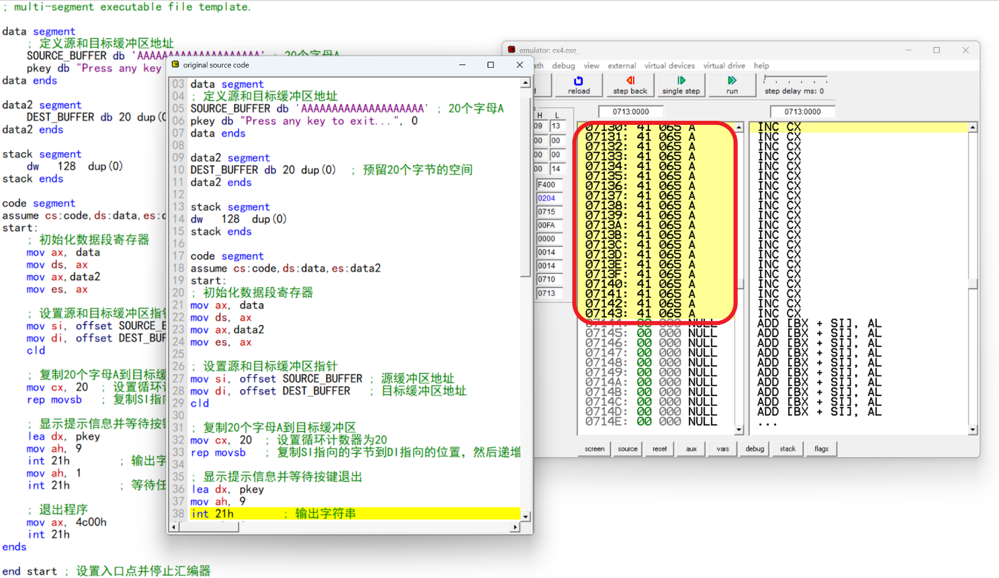 ; multi-segment executable file template.
data segment
; 定义源和目标缓冲区地址
SOURCE_BUFFER db 'AAAAAAAAAAAAAAAAAAAA' ; 20个字母A
pkey db "Press any key
data ends
data2 segment
DEST_BUFFER db 20 dup(0
data2 ends
stack segment
dw 128 dup(0)
stack ends
code segment
assume cs:code,ds:data,es:d
start:
; 初始化数据段寄存器
mov ax, data
mov ds, ax
mov ax,data2
mov es, ax
; 设置源和目标缓冲区指针
mov si, offset SOURCE_B
mov di, offset DEST_BUF
cld
; 复制20个字母A到目标缓
mov cx, 20 ; 设置循环计
rep movsb ; 复制SI指向
; 显示提示信息并等待按键
lea dx, pkey
mov ah, 9
int 21h ; 输出字
mov ah, 1
int 21h ; 等待任
; 退出程序
mov ax, 4c00h
int 21h
ends
end start ; 设置入口点并停止汇编器
original source code
03 data segment
04 ; 定义源和目标缓冲区地址
05 SOURCE_BUFFER db 'AAAAAAAAAAAAAAAAAAAA' ; 20个字母A
06 pkey db "Press any key to exit...", 0
07 data ends
08
09 data2 segment
10 DEST_BUFFER db 20 dup(0) ; 预留20个字节的空间
11 data2 ends
12
13 stack segment
14 dw 128 dup(0)
15 stack ends
16
17 code segment
18 assume cs:code,ds:data,es:data2
19 start:
20 ; 初始化数据段寄存器
21 mov ax, data
22 mov ds, ax
23 mov ax,data2
24 mov es, ax
25
26 ; 设置源和目标缓冲区指针
27 mov si, offset SOURCE_BUFFER ; 源缓冲区地址
28 mov di, offset DEST_BUFFER ; 目标缓冲区地址
29 cld
30
31 ; 复制20个字母A到目标缓冲区
32 mov cx, 20 ; 设置循环计数器为20
33 rep movsb ; 复制SI指向的字节到DI指向的位置，然后递增
34
35 ; 显示提示信息并等待按键退出
36 lea dx, pkey
37 mov ah, 9
38 int 21h ; 输出字符串
emulator: ex4.exe_
ath debug view external virtual devices virtual drive help
d reload step back single step run step delay ms: 0
0713:0000 0713:0000
s H L
09 13
00 00
00 00
00 14
F400
0204
0715
00FA
0000
0014
0014
0710
0713
07130: 41 065 A INC CX
07131: 41 065 A INC CX
07132: 41 065 A INC CX
07133: 41 065 A INC CX
07134: 41 065 A INC CX
07135: 41 065 A INC CX
07136: 41 065 A INC CX
07137: 41 065 A INC CX
07138: 41 065 A INC CX
07139: 41 065 A INC CX
0713A: 41 065 A INC CX
0713B: 41 065 A INC CX
0713C: 41 065 A INC CX
0713D: 41 065 A INC CX
0713E: 41 065 A INC CX
0713F: 41 065 A INC CX
07140: 41 065 A INC CX
07141: 41 065 A INC CX
07142: 41 065 A INC CX
07143: 41 065 A INC CX
07144: 00 000 NULL ADD [BX + SI], AL
07145: 00 000 NULL ADD [BX + SI], AL
07146: 00 000 NULL ADD [BX + SI], AL
07147: 00 000 NULL ADD [BX + SI], AL
07148: 00 000 NULL ADD [BX + SI], AL
07149: 00 000 NULL ADD [BX + SI], AL
0714A: 00 000 NULL ADD [BX + SI], AL
0714B: 00 000 NULL ADD [BX + SI], AL
0714C: 00 000 NULL ADD [BX + SI], AL
0714D: 00 000 NULL ADD [BX + SI], AL
0714E: 00 000 NULL ...
screen source reset aux vars debug stack flags